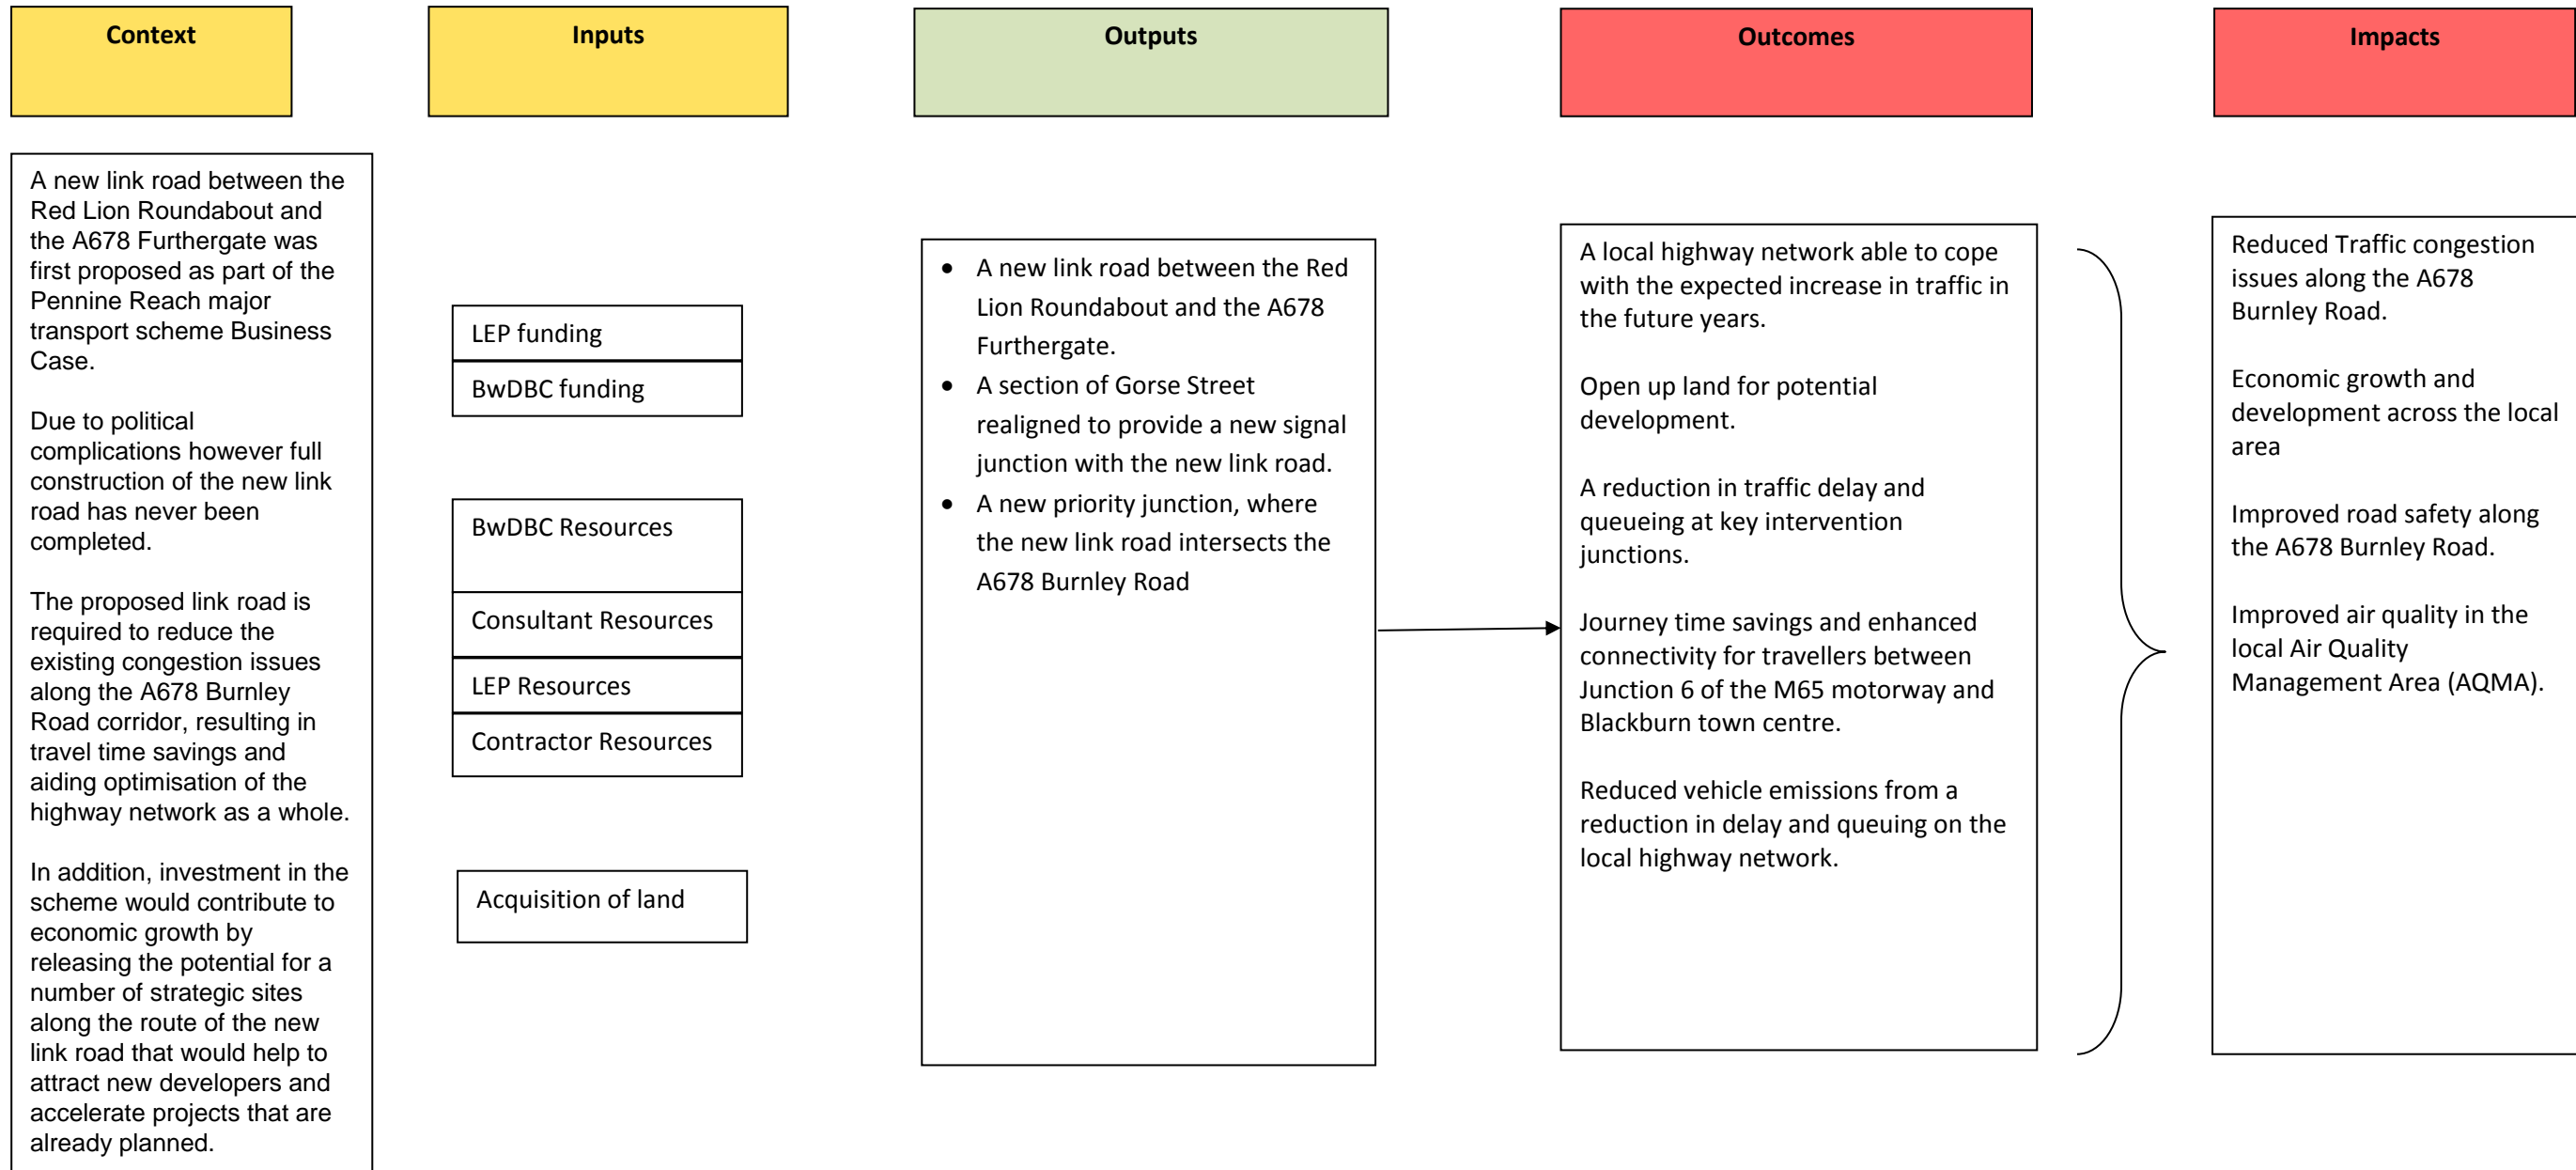 Context
Inputs
Outputs
Outcomes
Impacts
A new link road between the
Red Lion Roundabout and
the A678 Furthergate was
first proposed as part of the
Pennine Reach major
transport scheme Business
Case.
Due to political
complications however full
construction of the new link
road has never been
completed.
The proposed link road is
required to reduce the
existing congestion issues
along the A678 Burnley
Road corridor, resulting in
travel time savings and
aiding optimisation of the
highway network as a whole.
In addition, investment in the
scheme would contribute to
economic growth by
releasing the potential for a
number of strategic sites
along the route of the new
link road that would help to
attract new developers and
accelerate projects that are
already planned.
LEP funding
BwDBC funding
BwDBC Resources
Consultant Resources
LEP Resources
Contractor Resources
Acquisition of land
• A new link road between the Red
Lion Roundabout and the A678
Furthergate.
• A section of Gorse Street
realigned to provide a new signal
junction with the new link road.
• A new priority junction, where
the new link road intersects the
A678 Burnley Road
A local highway network able to cope
with the expected increase in traffic in
the future years.
Open up land for potential
development.
A reduction in traffic delay and
queueing at key intervention
junctions.
Journey time savings and enhanced
connectivity for travellers between
Junction 6 of the M65 motorway and
Blackburn town centre.
Reduced vehicle emissions from a
reduction in delay and queuing on the
local highway network.
Reduced Traffic congestion
issues along the A678
Burnley Road.
Economic growth and
development across the local
area
Improved road safety along
the A678 Burnley Road.
Improved air quality in the
local Air Quality
Management Area (AQMA).